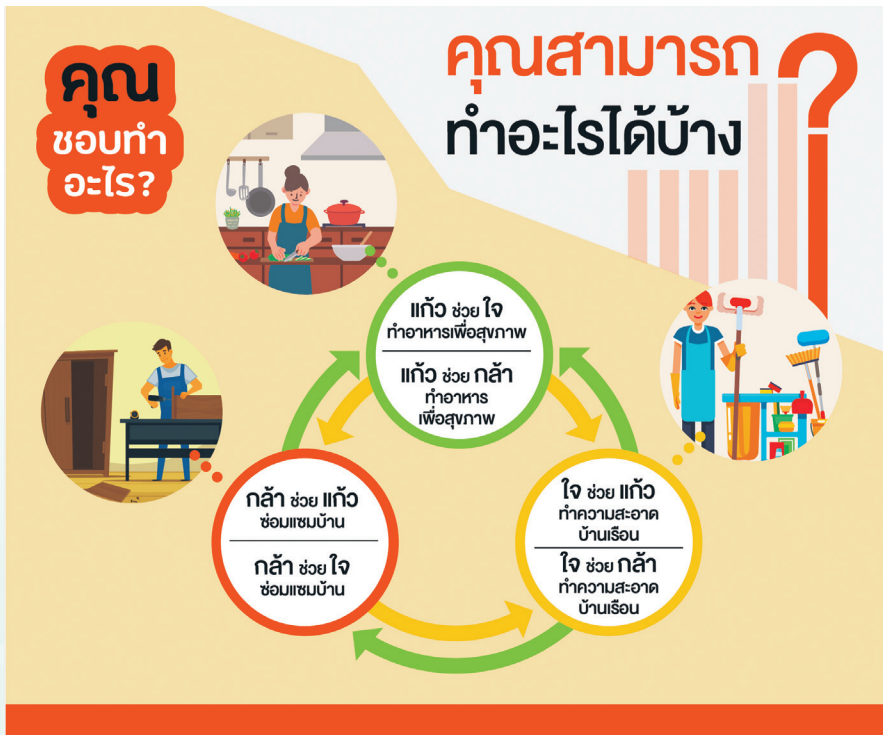 คุณ
ชอบทำ
อะไร?
คุณสามารถ
ทำอะไรได้บ้าง ?
แก้ว ช่วย ใจ
ทำอาหารเพื่อสุขภาพ
แก้ว ช่วย กล้า
ทำอาหาร
เพื่อสุขภาพ
กล้า ช่วย แก้ว
ซ่อมแซมบ้าน
กล้า ช่วย ใจ
ซ่อมแซมบ้าน
ใจ ช่วย แก้ว
ทำความสะอาด
บ้านเรือน
ใจ ช่วย กล้า
ทำความสะอาด
บ้านเรือน